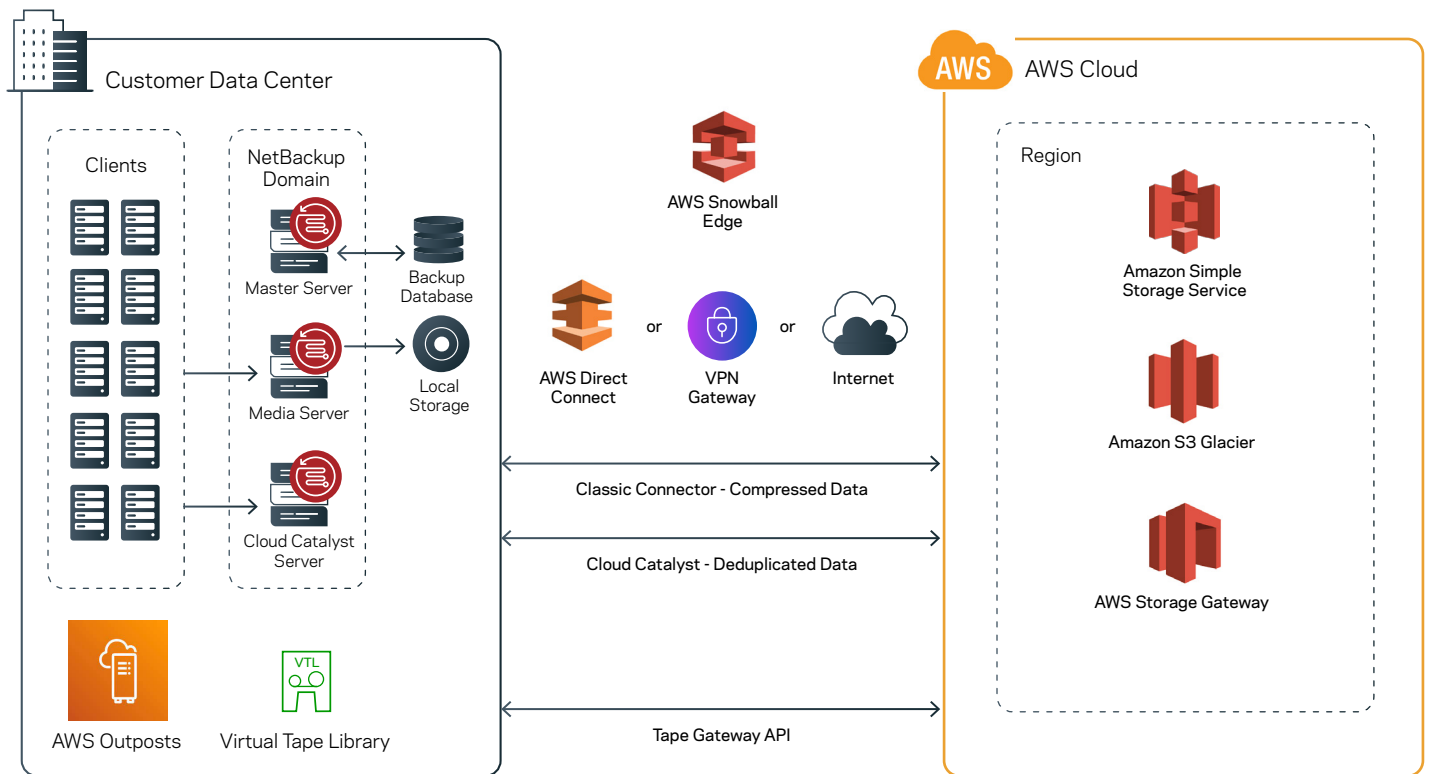 Customer Data Center
Clients
NetBackup
Domain
Master Server
Backup
Database
Media Server
Local
Storage
Cloud Catalyst
Server
AWS Outposts
VTL
Virtual Tape Library
AWS Snowball
Edge
AWS Direct
Connect
or
VPN
Gateway
or
Internet
Classic Connector - Compressed Data
Cloud Catalyst - Deduplicated Data
Tape Gateway API
AWS
AWS Cloud
Region
Amazon Simple
Storage Service
Amazon S3 Glacier
AWS Storage Gateway